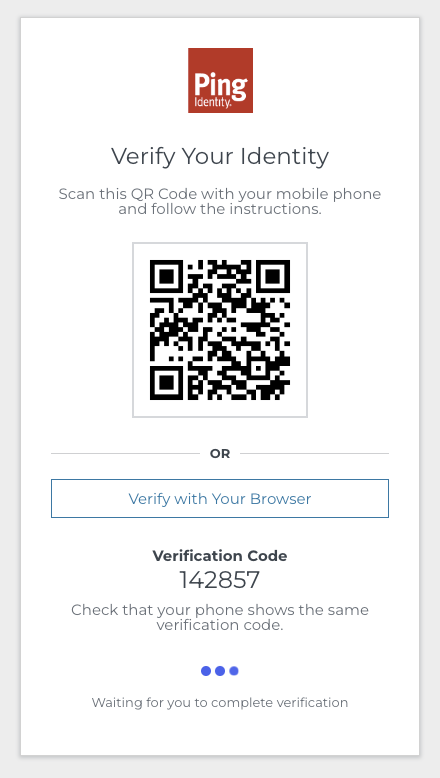 Ping
Identity.
Verify Your Identity
Scan this QR Code with your mobile phone
and follow the instructions.
OR
Verify with Your Browser
Verification Code
142857
Check that your phone shows the same
verification code.
Waiting for you to complete verification